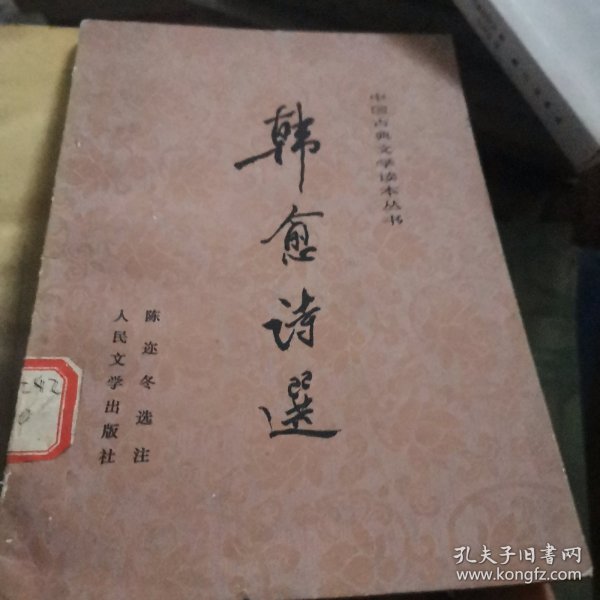 中国古典文学读本丛书
韩愈诗選
陈迩冬选注
人民文学出版社
孔夫子旧书网
www.kongfz.com